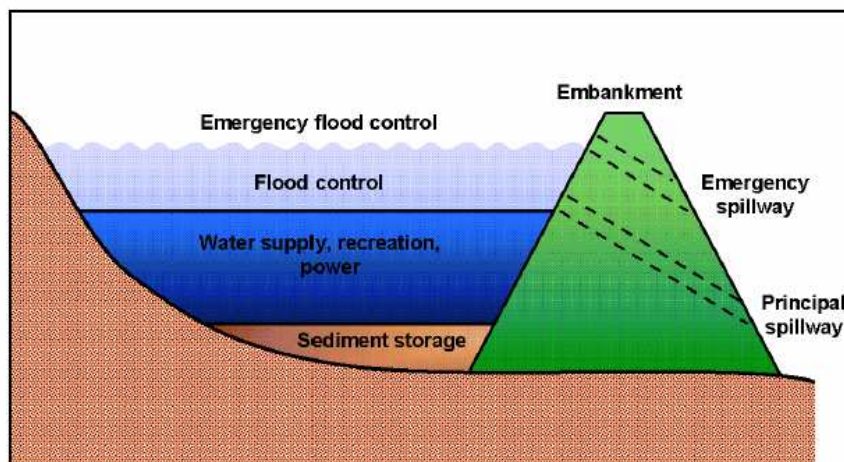 Embankment
Emergency flood control
Flood control
Emergency
spillway
Water supply, recreation,
power
Principal
spillway
Sediment storage